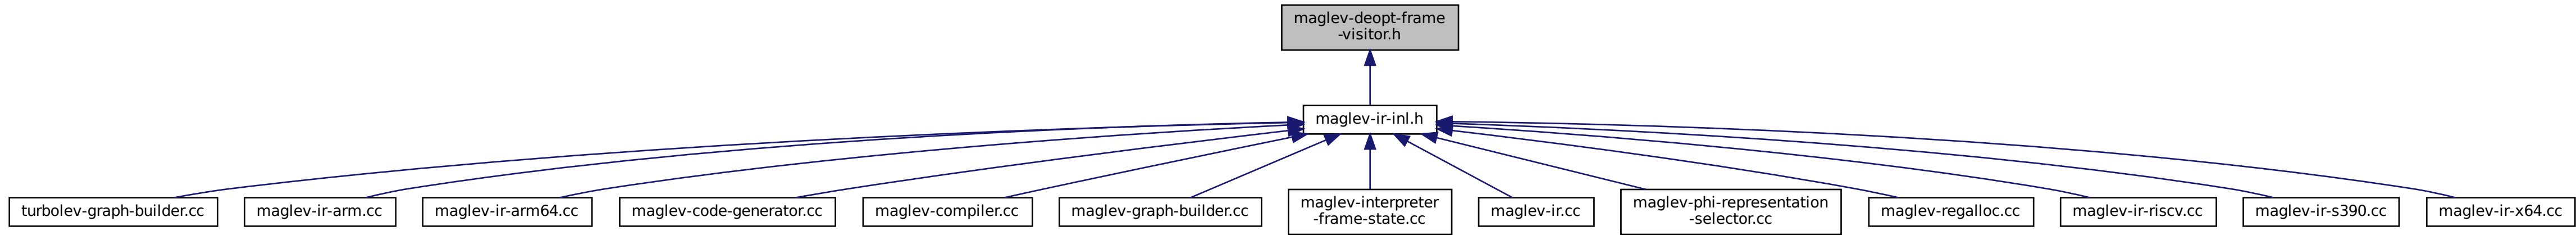 maglev-deopt-frame
-visitor.h
maglev-ir-inl.h
turbolev-graph-builder.cc
maglev-ir-arm.cc
maglev-ir-arm64.cc
maglev-code-generator.cc
maglev-compiler.cc
maglev-graph-builder.cc
maglev-interpreter
-frame-state.cc
maglev-ir.cc
maglev-phi-representation
-selector.cc
maglev-regalloc.cc
maglev-ir-riscv.cc
maglev-ir-s390.cc
maglev-ir-x64.cc